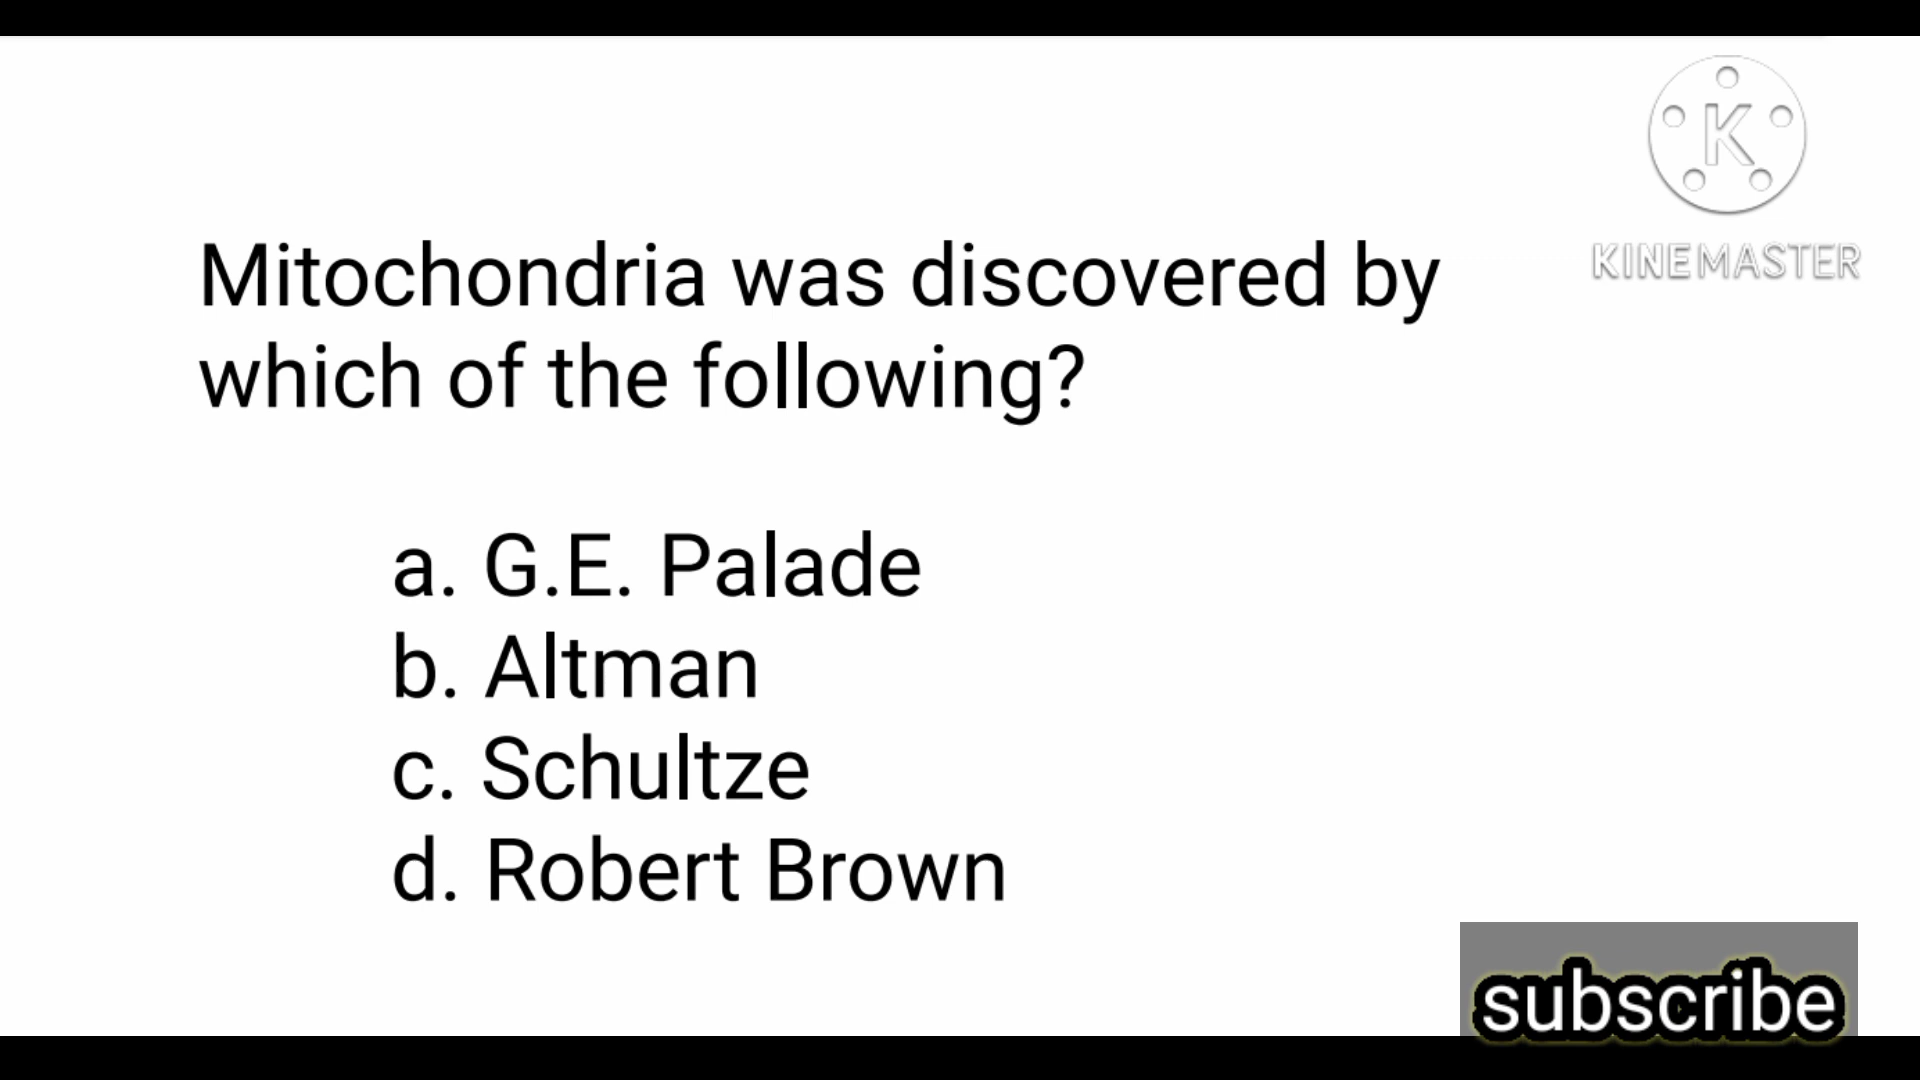 KINEMASTER
Mitochondria was discovered by
which of the following?
a. G.E. Palade
b. Altman
c. Schultze
d. Robert Brown
subscribe